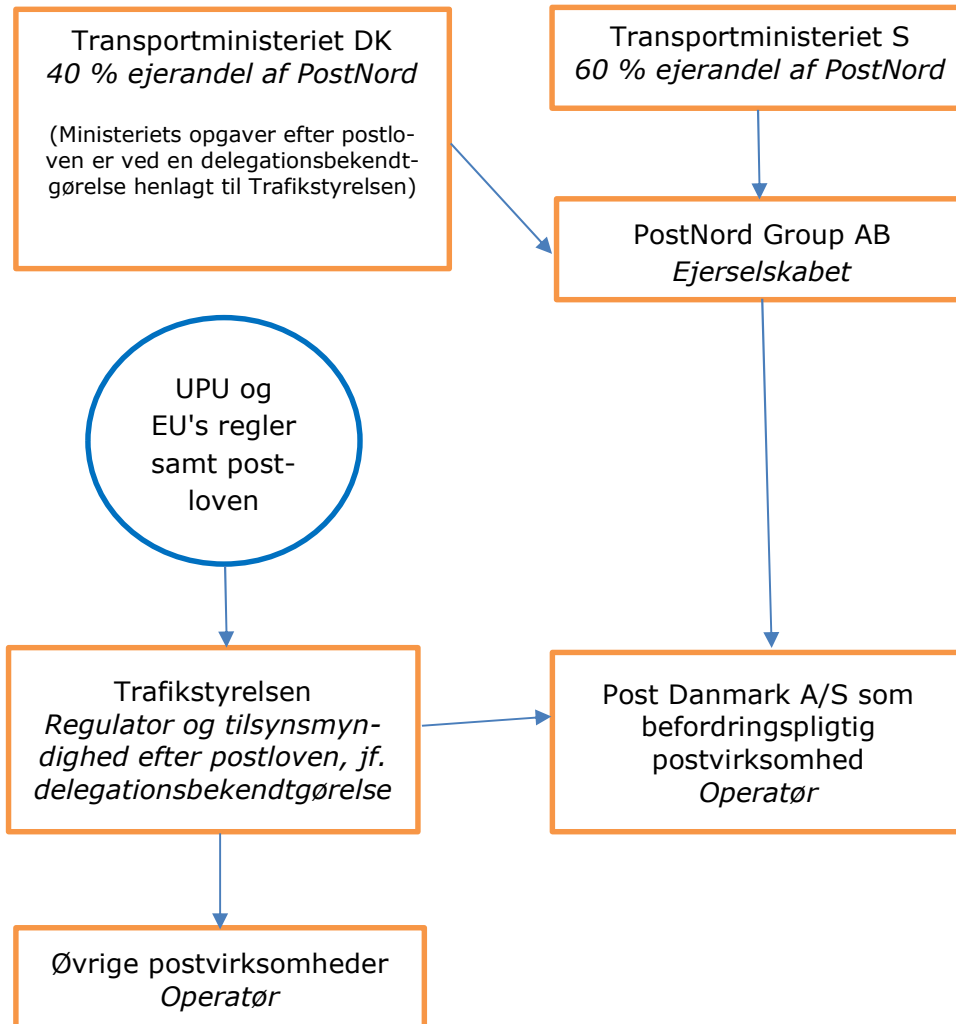 Transportministeriet DK
40 % ejerandel af PostNord
(Ministeriets opgaver efter postlo-
ven er ved en delegationsbekendt-
gørelse henlagt til Trafikstyrelsen)
Transportministeriet S
60 % ejerandel af PostNord
PostNord Group AB
Ejerselskabet
UPU og
EU's regler
samt post-
loven
Trafikstyrelsen
Regulator og tilsynsmyn-
dighed efter postloven, jf.
delegationsbekendtgørelse
Post Danmark A/S som
befordringspligtig
postvirksomhed
Operatør
Øvrige postvirksomheder
Operatør